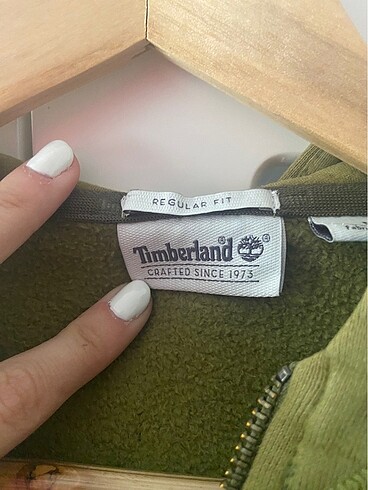 REGULAR FIT
Timberland®
CRAFTED SINCE 1973